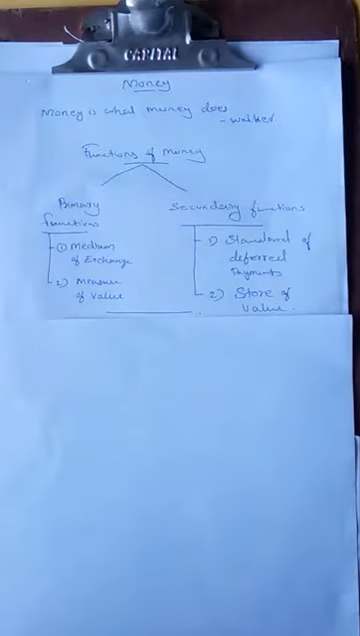 CAPITAL
Money
Money is what money does
- Walker
Functions of money
Primary
functions
1) Medium
of Exchange
2) Measure
of Value
Secondary functions
1) Standard of
deferred
Payments
2) Store of
Value.